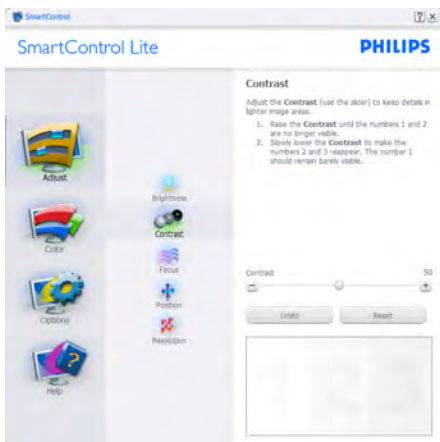 SmartControl
SmartControl Lite
PHILIPS
Contrast
Adjust the Contrast (use the slider) to keep details in
lighter image areas.
1. Raise the Contrast until the numbers 1 and 2
are no longer visible.
2. Slowly lower the Contrast to make the
numbers 2 and 3 reappear. The number 1
should remain barely visible.
Adjust
Color
Options
Help
Brightness
Contrast
Focus
Position
Resolution
Contrast 50
Undo Reset
1 2 3